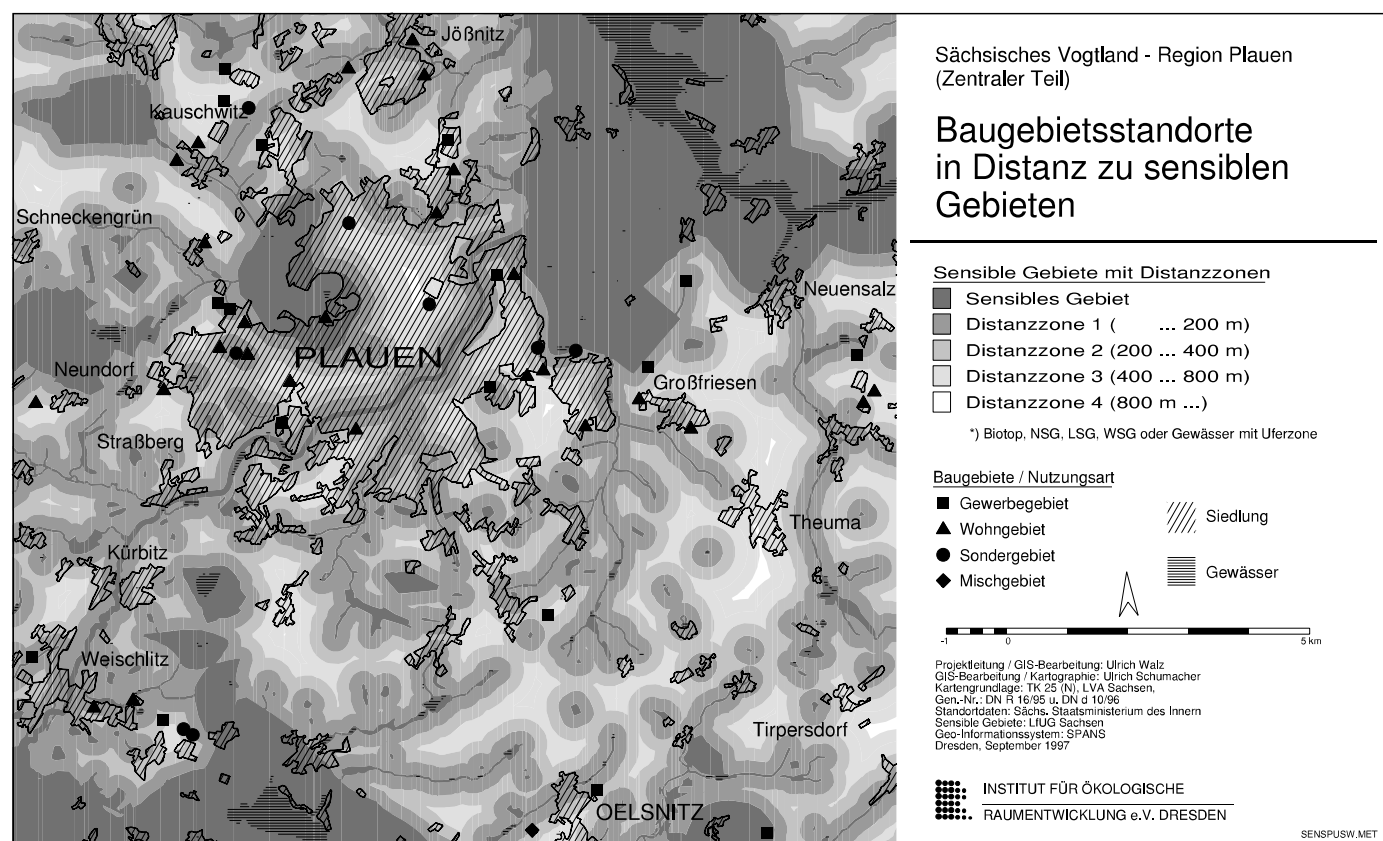 Jößnitz
Kauschwitz
Schneckengrün
Neuensalz
PLAUEN
Neundorf
Großfriesen
Straßberg
Theuma
Kürbitz
Weischlitz
Tirpersdorf
OELSNITZ
Sächsisches Vogtland - Region Plauen
(Zentraler Teil)
Baugebietsstandorte
in Distanz zu sensiblen
Gebieten
Sensible Gebiete mit Distanzzonen
Sensibles Gebiet
Distanzzone 1 ( ... 200 m)
Distanzzone 2 (200 ... 400 m)
Distanzzone 3 (400 ... 800 m)
Distanzzone 4 (800 m ...)
*) Biotop, NSG, LSG, WSG oder Gewässer mit Uferzone
Baugebiete / Nutzungsart
Gewerbegebiet
Wohngebiet
Sondergebiet
Mischgebiet
Siedlung
Gewässer
-1 0 5 km
Projektleitung / GIS-Bearbeitung: Ulrich Walz
GIS-Bearbeitung / Kartographie: Ulrich Schumacher
Kartengrundlage: TK 25 (N), LVA Sachsen,
Gen.-Nr.: DN R 16/95 u. DN d 10/96
Standortdaten: Sächs. Staatsministerium des Innern
Sensible Gebiete: LfUG Sachsen
Geo-Informationssystem: SPANS
Dresden, September 1997
INSTITUT FÜR ÖKOLOGISCHE
RAUMENTWICKLUNG e.V. DRESDEN
SENSPUSW.MET